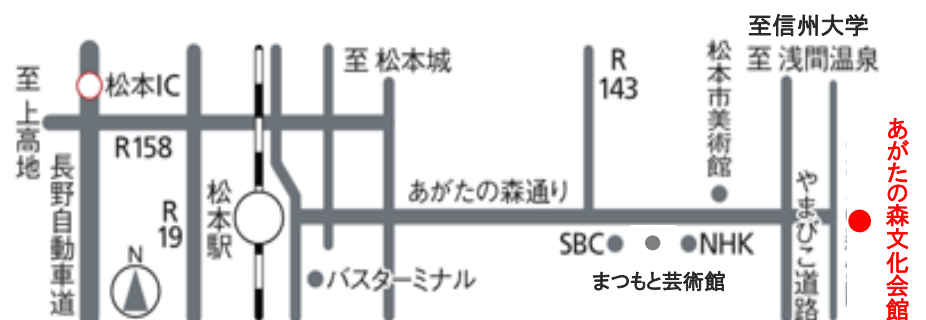 至信州大学
至 松本城
R
143
松本市美術館
至 浅間温泉
至 上高地
松本IC
R158
長野自動車道
R
19
松本駅
N
あがたの森通り
やまびこ道路
あがたの森文化会館
SBC
NHK
まつもと芸術館
バスターミナル